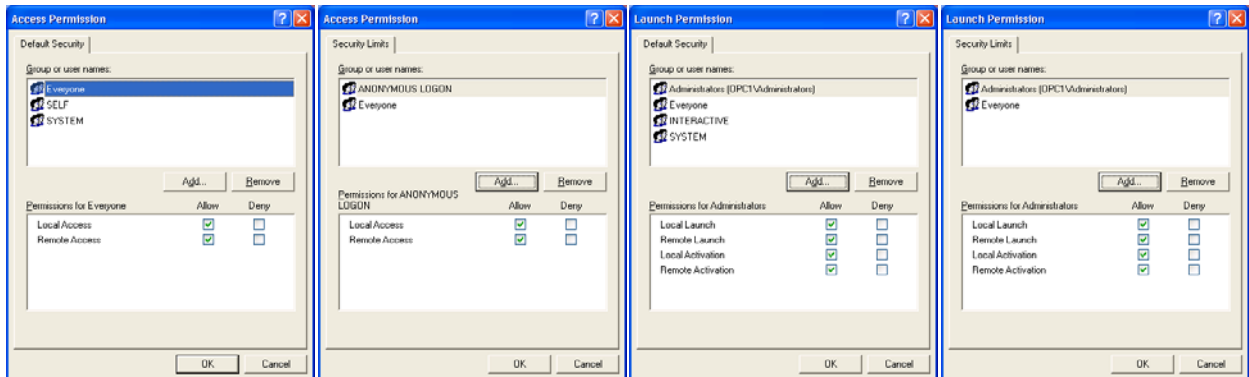 Access Permission
Default Security
Group or user names:
Everyone
SELF
SYSTEM
Add...
Remove
Permissions for Everyone
Allow
Deny
Local Access
Remote Access
OK
Cancel
Access Permission
Security Limits
Group or user names:
ANONYMOUS LOGON
Everyone
Add...
Remove
Permissions for ANONYMOUS
LOGON
Allow
Deny
Local Access
Remote Access
OK
Cancel
Launch Permission
Default Security
Group or user names:
Administrators (OPC1\Administrators)
Everyone
INTERACTIVE
SYSTEM
Add...
Remove
Permissions for Administrators
Allow
Deny
Local Launch
Remote Launch
Local Activation
Remote Activation
OK
Cancel
Launch Permission
Security Limits
Group or user names:
Administrators (OPC1\Administrators)
Everyone
Add...
Remove
Permissions for Administrators
Allow
Deny
Local Launch
Remote Launch
Local Activation
Remote Activation
OK
Cancel